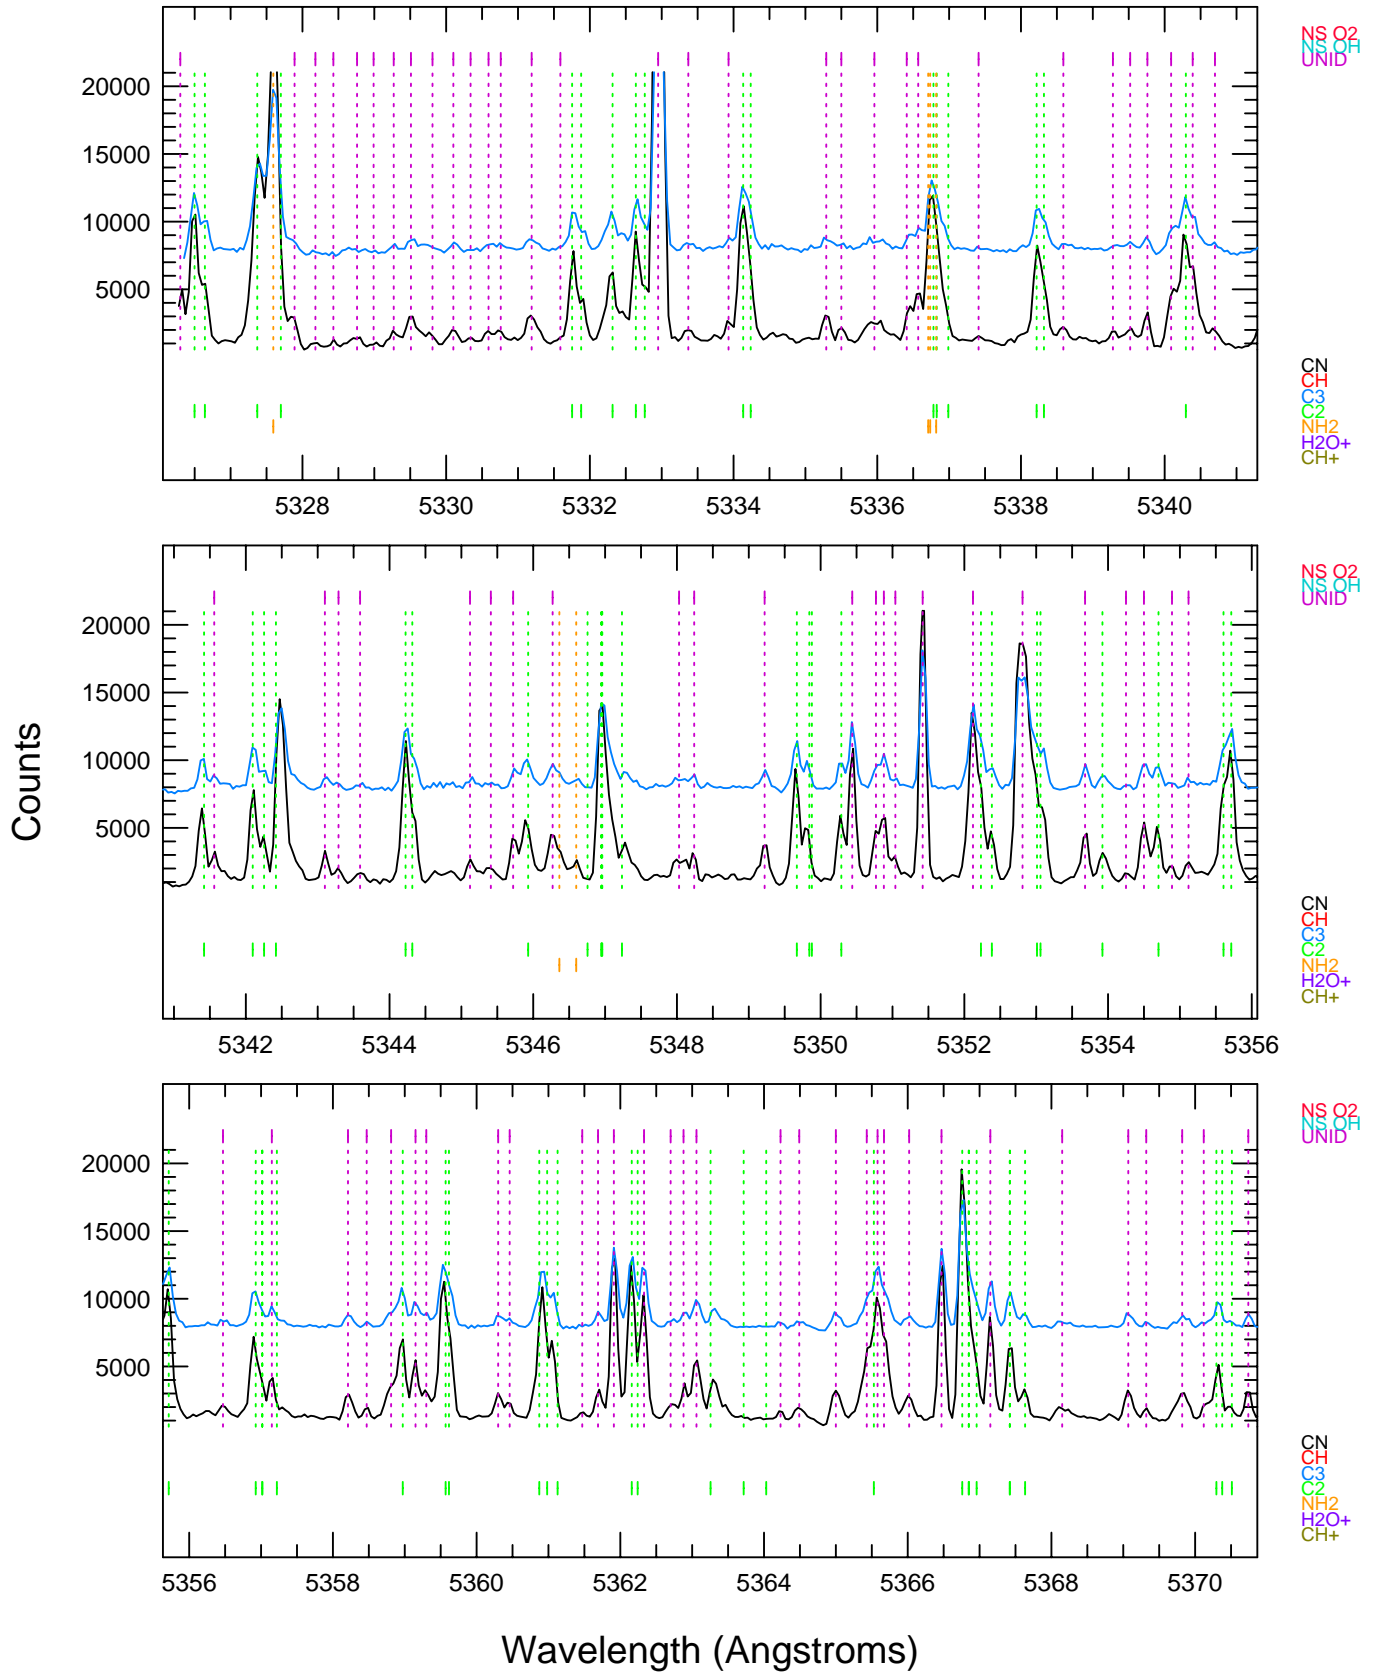 NS O2
NS OH
UNID
20000
15000
10000
5000
CN
CH
C3
C2
NH2
H2O+
CH+
5328 5330 5332 5334 5336 5338 5340
NS O2
NS OH
UNID
20000
15000
10000
5000
Counts
CN
CH
C3
C2
NH2
H2O+
CH+
5342 5344 5346 5348 5350 5352 5354 5356
NS O2
NS OH
UNID
20000
15000
10000
5000
CN
CH
C3
C2
NH2
H2O+
CH+
5356 5358 5360 5362 5364 5366 5368 5370
Wavelength (Angstroms)